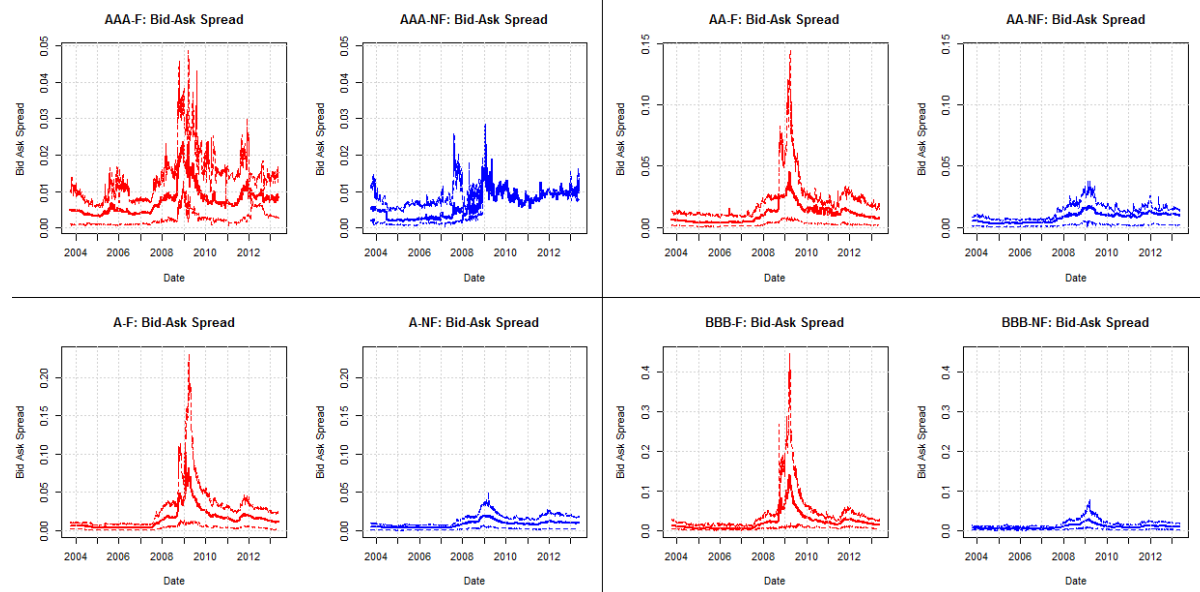 AAA-F: Bid-Ask Spread
Bid Ask Spread
0.00 0.01 0.02 0.03 0.04 0.05
2004 2006 2008 2010 2012
Date
AAA-NF: Bid-Ask Spread
Bid Ask Spread
0.00 0.01 0.02 0.03 0.04 0.05
2004 2006 2008 2010 2012
Date
AA-F: Bid-Ask Spread
Bid Ask Spread
0.00 0.05 0.10 0.15
2004 2006 2008 2010 2012
Date
AA-NF: Bid-Ask Spread
Bid Ask Spread
0.00 0.05 0.10 0.15
2004 2006 2008 2010 2012
Date
A-F: Bid-Ask Spread
Bid Ask Spread
0.00 0.05 0.10 0.15 0.20
2004 2006 2008 2010 2012
Date
A-NF: Bid-Ask Spread
Bid Ask Spread
0.00 0.05 0.10 0.15 0.20
2004 2006 2008 2010 2012
Date
BBB-F: Bid-Ask Spread
Bid Ask Spread
0.0 0.1 0.2 0.3 0.4
2004 2006 2008 2010 2012
Date
BBB-NF: Bid-Ask Spread
Bid Ask Spread
0.0 0.1 0.2 0.3 0.4
2004 2006 2008 2010 2012
Date